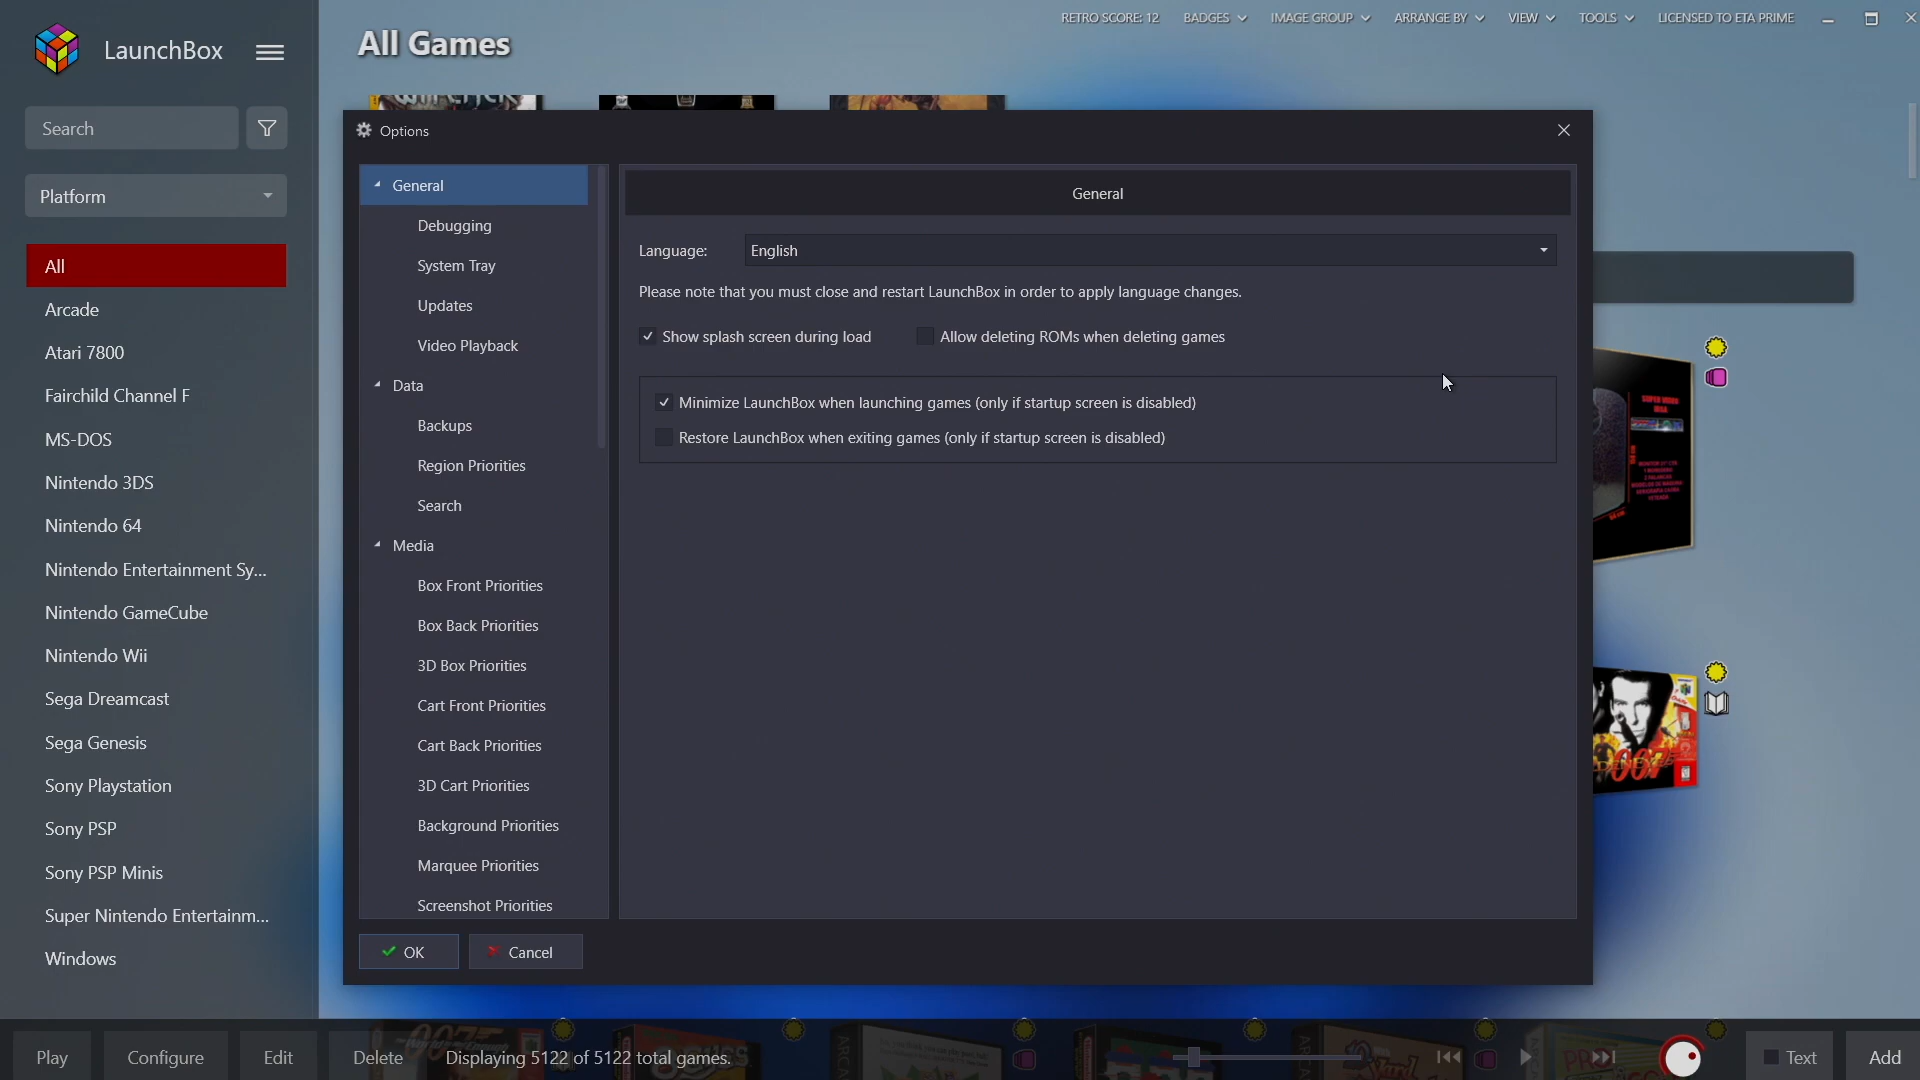 LaunchBox
All Games
RETRO SCORE: 12
BADGES
IMAGE GROUP
ARRANGE BY
VIEW
TOOLS
LICENSED TO ETA PRIME
Search
Platform
All
Arcade
Atari 7800
Fairchild Channel F
MS-DOS
Nintendo 3DS
Nintendo 64
Nintendo Entertainment Sy...
Nintendo GameCube
Nintendo Wii
Sega Dreamcast
Sega Genesis
Sony Playstation
Sony PSP
Sony PSP Minis
Super Nintendo Entertainm...
Windows
Options
General
Debugging
System Tray
Updates
Video Playback
Data
Backups
Region Priorities
Search
Media
Box Front Priorities
Box Back Priorities
3D Box Priorities
Cart Front Priorities
Cart Back Priorities
3D Cart Priorities
Background Priorities
Marquee Priorities
Screenshot Priorities
General
Language: English
Please note that you must close and restart LaunchBox in order to apply language changes.
Show splash screen during load
Allow deleting ROMs when deleting games
Minimize LaunchBox when launching games (only if startup screen is disabled)
Restore LaunchBox when exiting games (only if startup screen is disabled)
OK
Cancel
007
Play
Configure
Edit
Delete
Displaying 5122 of 5122 total games.
Text
Add